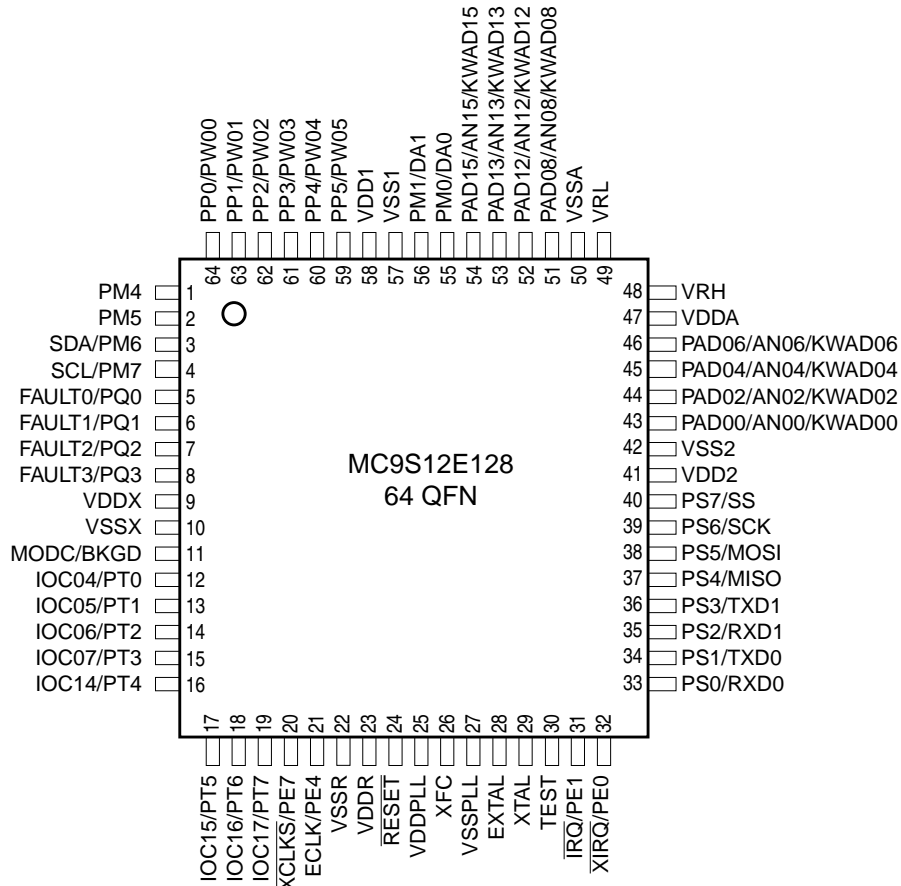 PP0/PW00
PP1/PW01
PP2/PW02
PP3/PW03
PP4/PW04
PP5/PW05
VDD1
VSS1
PM1/DA1
PM0/DA0
PAD15/AN15/KWAD15
PAD13/AN13/KWAD13
PAD12/AN12/KWAD12
PAD08/AN08/KWAD08
VSSA
VRL
64
63
62
61
60
59
58
57
56
55
54
53
52
51
50
49
PM4 1
PM5 2
SDA/PM6 3
SCL/PM7 4
FAULT0/PQ0 5
FAULT1/PQ1 6
FAULT2/PQ2 7
FAULT3/PQ3 8
VDDX 9
VSSX 10
MODC/BKGD 11
IOC04/PT0 12
IOC05/PT1 13
IOC06/PT2 14
IOC07/PT3 15
IOC14/PT4 16
MC9S12E128
64 QFN
48 VRH
47 VDDA
46 PAD06/AN06/KWAD06
45 PAD04/AN04/KWAD04
44 PAD02/AN02/KWAD02
43 PAD00/AN00/KWAD00
42 VSS2
41 VDD2
40 PS7/SS
39 PS6/SCK
38 PS5/MOSI
37 PS4/MISO
36 PS3/TXD1
35 PS2/RXD1
34 PS1/TXD0
33 PS0/RXD0
17
18
19
20
21
22
23
24
25
26
27
28
29
30
31
32
IOC15/PT5
IOC16/PT6
IOC17/PT7
XCLKS/PE7
ECLK/PE4
VSSR
VDDR
RESET
VDDPLL
XFC
VSSPLL
EXTAL
XTAL
TEST
IRQ/PE1
XIRQ/PE0